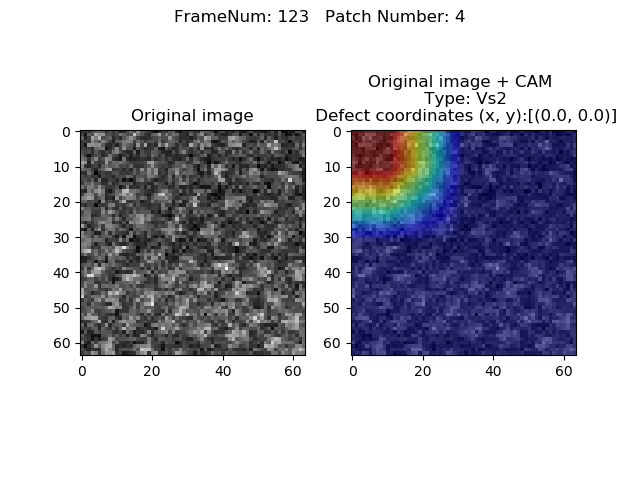 FrameNum: 123   Patch Number: 4
Original image
0
10
20
30
40
50
60
0 20 40 60
Original image + CAM
Type: Vs2
Defect coordinates (x, y):[(0.0, 0.0)]
0
10
20
30
40
50
60
0 20 40 60